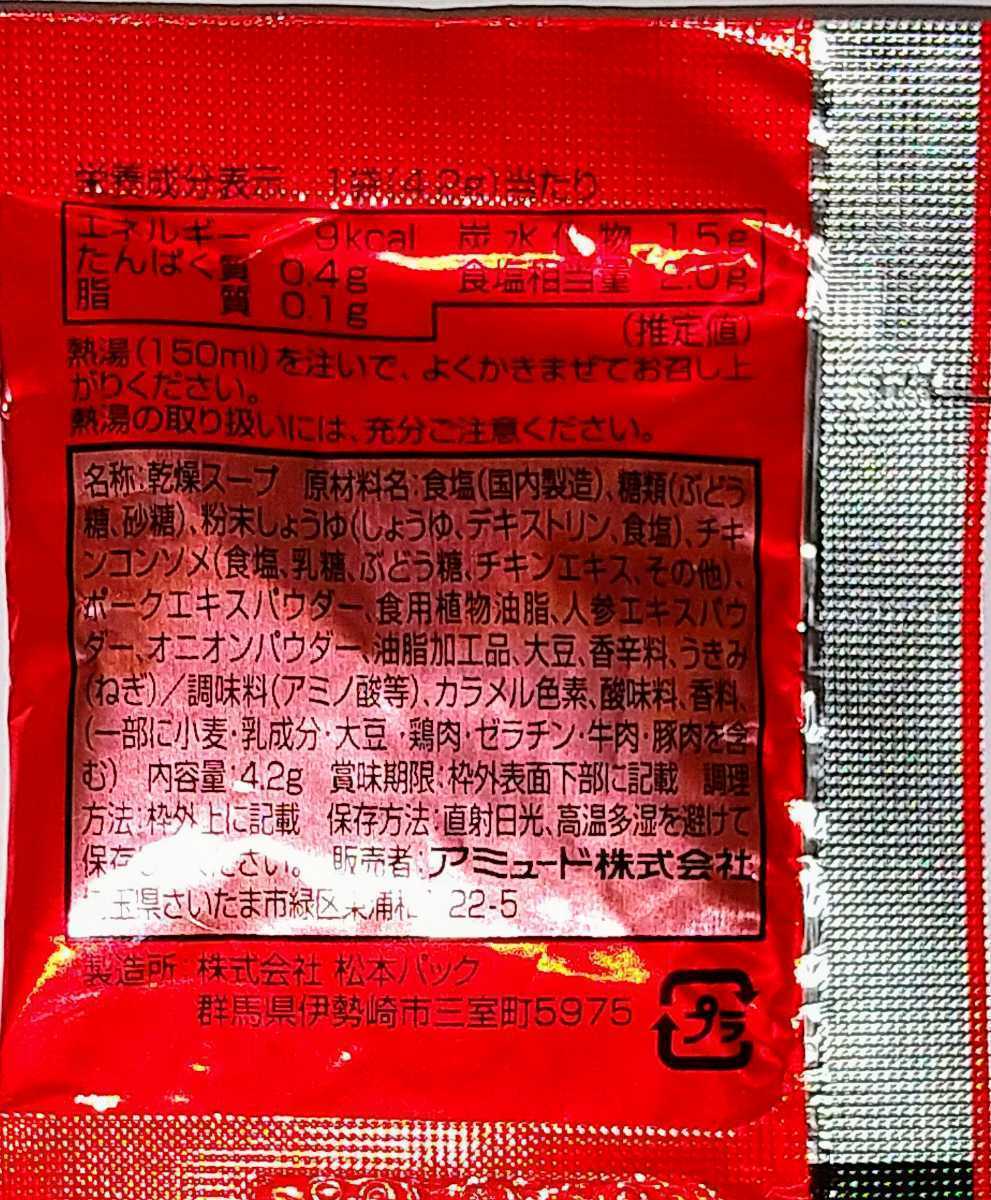 栄養成分表示 1袋(4.2g)当たり
エネルギー 9kcal 炭水化物 1.5g
たんぱく質 0.4g 食塩相当量 2.0g
脂質 0.1g
(推定値)
熱湯(150ml)を注いで、よくかきまぜてお召し上
がりください。
熱湯の取り扱いには、充分ご注意ください。
名称:乾燥スープ 原材料名:食塩(国内製造)、糖類(ぶどう
糖、砂糖)、粉末しょうゆ(しょうゆ、デキストリン、食塩)、チキ
ンコンソメ(食塩、乳糖、ぶどう糖、チキンエキス、その他)、
ポークエキスパウダー、食用植物油脂、人参エキスパウ
ダー、オニオンパウダー、油脂加工品、大豆、香辛料、うきみ
(ねぎ)/調味料(アミノ酸等)、カラメル色素、酸味料、香料、
(一部に小麦・乳成分・大豆・鶏肉・ゼラチン・牛肉・豚肉を含
む) 内容量:4.2g 賞味期限:枠外表面下部に記載 調理
方法:枠外上に記載 保存方法:直射日光、高温多湿を避けて
保存 ださい。 販売者:アミュード株式会社
玉県さいたま市緑区東浦和 22-5
製造所 株式会社 松本パック
群馬県伊勢崎市三室町5975
プラ